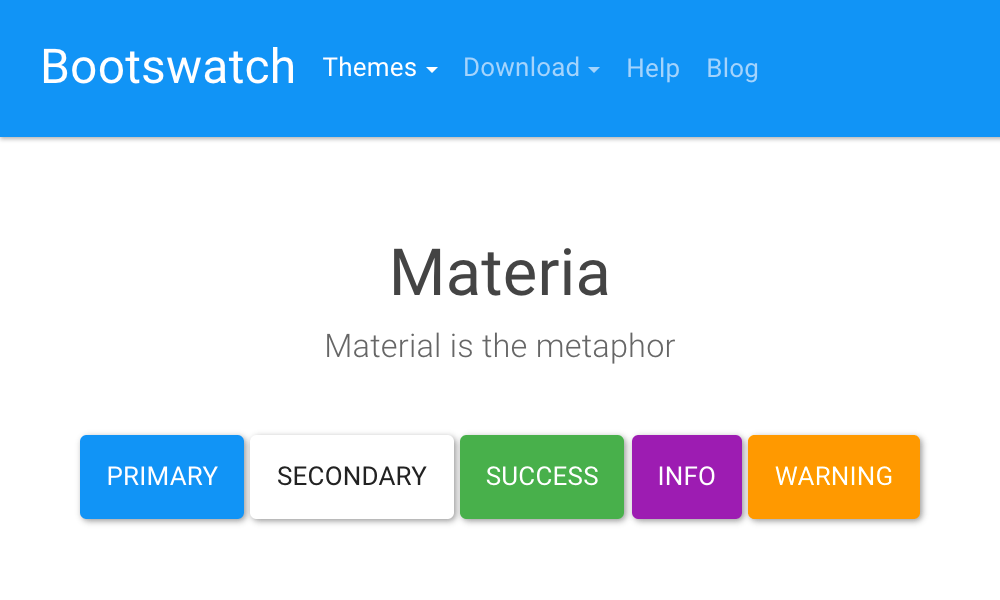 Bootswatch Themes Download Help Blog
Materia
Material is the metaphor
PRIMARY SECONDARY SUCCESS INFO WARNING